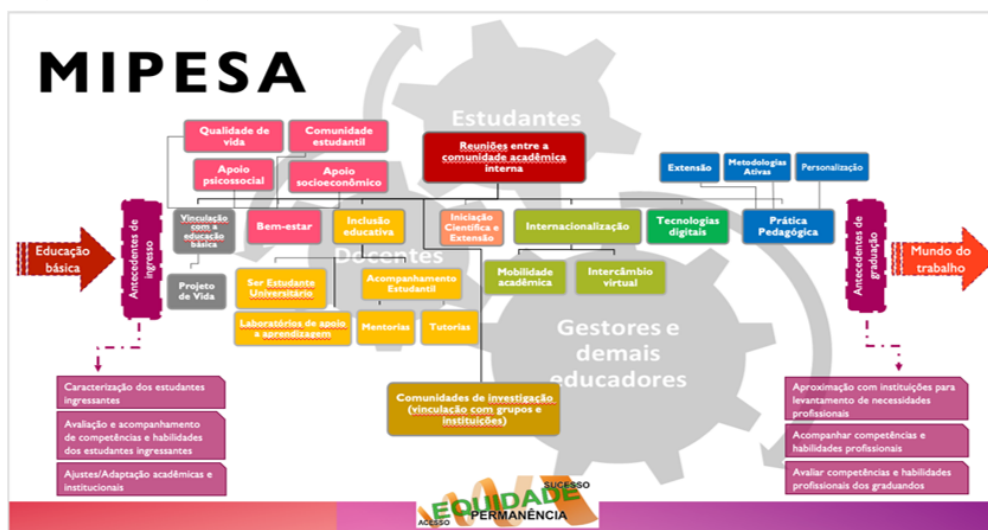 MIPESA
Estudantes
Qualidade de
vida
Comunidade
estudantil
Apoio
psicossocial
Apoio
socioeconômico
Reuniões entre a
comunidade acadêmica
interna
Extensão
Metodologias
Ativas
Personalização
Educação
básica
Antecedentes de
ingresso
Vinculação
com a
educação
básica
Bem-estar
Inclusão
educativa
Iniciação
Científica e
Extensão
Internacionalização
Tecnologias
digitais
Prática
Pedagógica
Antecedentes de
graduação
Mundo do
trabalho
Docentes
Projeto
de Vida
Ser Estudante
Universitário
Acompanhamento
Estudantil
Mobilidade
acadêmica
Intercâmbio
virtual
Laboratórios de apoio
a aprendizagem
Mentorias
Tutorias
Gestores e
demais
educadores
Comunidades de investigação
(vinculação com grupos e
instituições)
Caracterização dos estudantes
ingressantes
Avaliação e acompanhamento
de competências e habilidades
dos estudantes ingressantes
Ajustes/Adaptação acadêmicas e
institucionais
Aproximação com instituições para
levantamento de necessidades
profissionais
Acompanhar competências e
habilidades profissionais
Avaliar competências e habilidades
profissionais dos graduandos
SUCESSO
EQUIDADE
PERMANÊNCIA
ACESSO